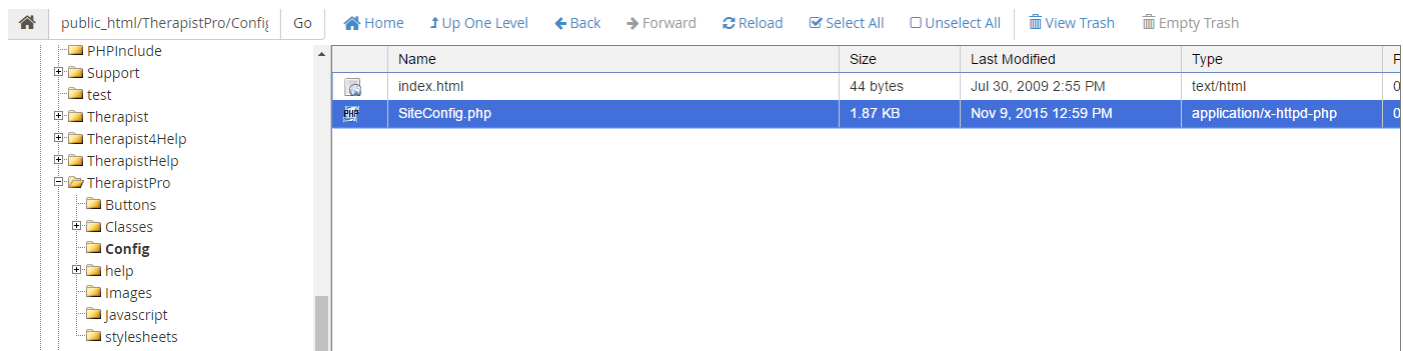 public_html/TherapistPro/Config Go Home Up One Level Back Forward Reload Select All Unselect All View Trash Empty Trash
PHPInclude
Support
test
Therapist
Therapist4Help
TherapistHelp
TherapistPro
Buttons
Classes
Config
help
Images
Javascript
stylesheets
Name Size Last Modified Type
index.html 44 bytes Jul 30, 2009 2:55 PM text/html 0
PHP SiteConfig.php 1.87 KB Nov 9, 2015 12:59 PM application/x-httpd-php 0